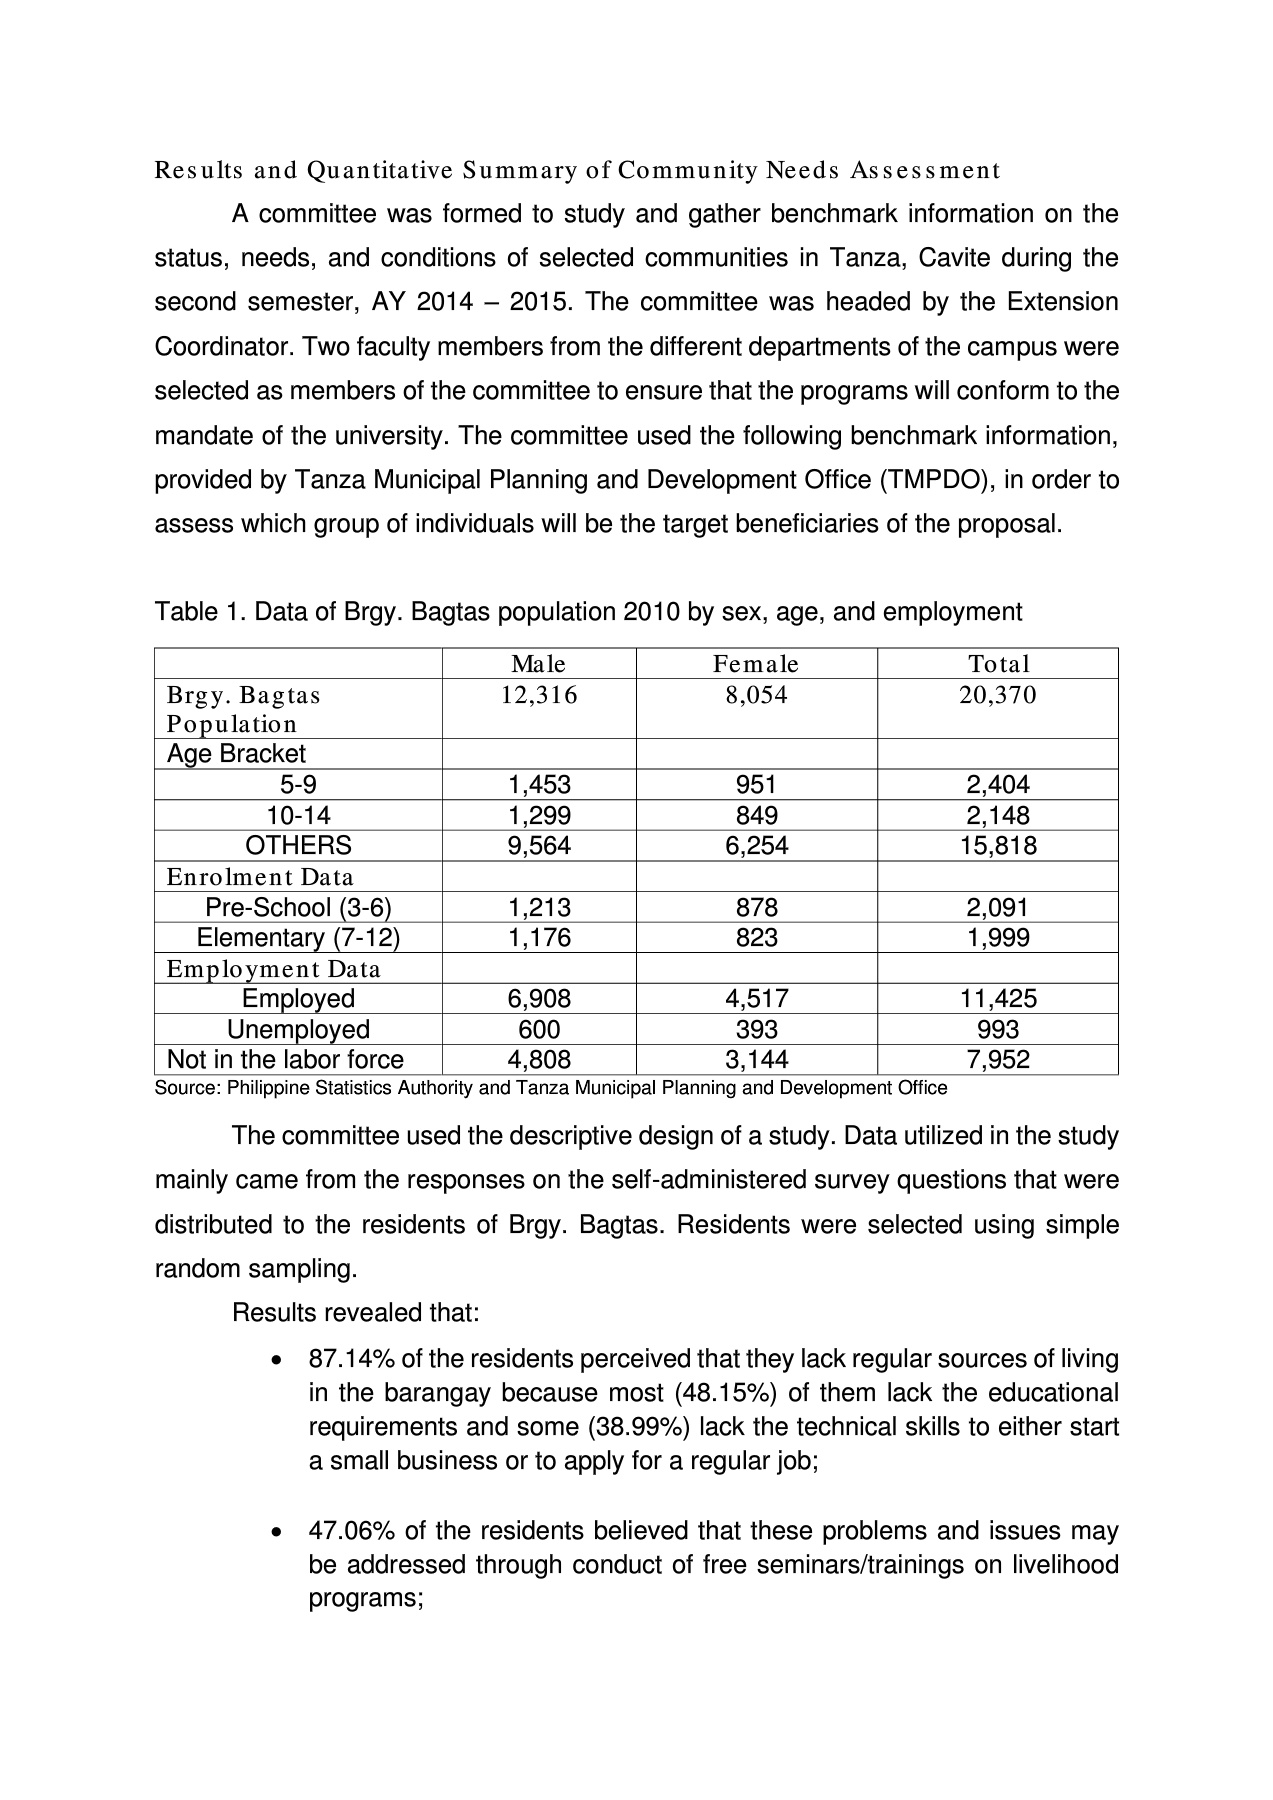 Results and Quantitative Summary of Community Needs Assessment
A committee was formed to study and gather benchmark information on the
status, needs, and conditions of selected communities in Tanza, Cavite during the
second semester, AY 2014 – 2015. The committee was headed by the Extension
Coordinator. Two faculty members from the different departments of the campus were
selected as members of the committee to ensure that the programs will conform to the
mandate of the university. The committee used the following benchmark information,
provided by Tanza Municipal Planning and Development Office (TMPDO), in order to
assess which group of individuals will be the target beneficiaries of the proposal.
Table 1. Data of Brgy. Bagtas population 2010 by sex, age, and employment
Male Female Total
Brgy. Bagtas 12,316 8,054 20,370
Population
Age Bracket
5-9 1,453 951 2,404
10-14 1,299 849 2,148
OTHERS 9,564 6,254 15,818
Enrolment Data
Pre-School (3-6) 1,213 878 2,091
Elementary (7-12) 1,176 823 1,999
Employment Data
Employed 6,908 4,517 11,425
Unemployed 600 393 993
Not in the labor force 4,808 3,144 7,952
Source: Philippine Statistics Authority and Tanza Municipal Planning and Development Office
The committee used the descriptive design of a study. Data utilized in the study
mainly came from the responses on the self-administered survey questions that were
distributed to the residents of Brgy. Bagtas. Residents were selected using simple
random sampling.
Results revealed that:
• 87.14% of the residents perceived that they lack regular sources of living
in the barangay because most (48.15%) of them lack the educational
requirements and some (38.99%) lack the technical skills to either start
a small business or to apply for a regular job;
• 47.06% of the residents believed that these problems and issues may
be addressed through conduct of free seminars/trainings on livelihood
programs;